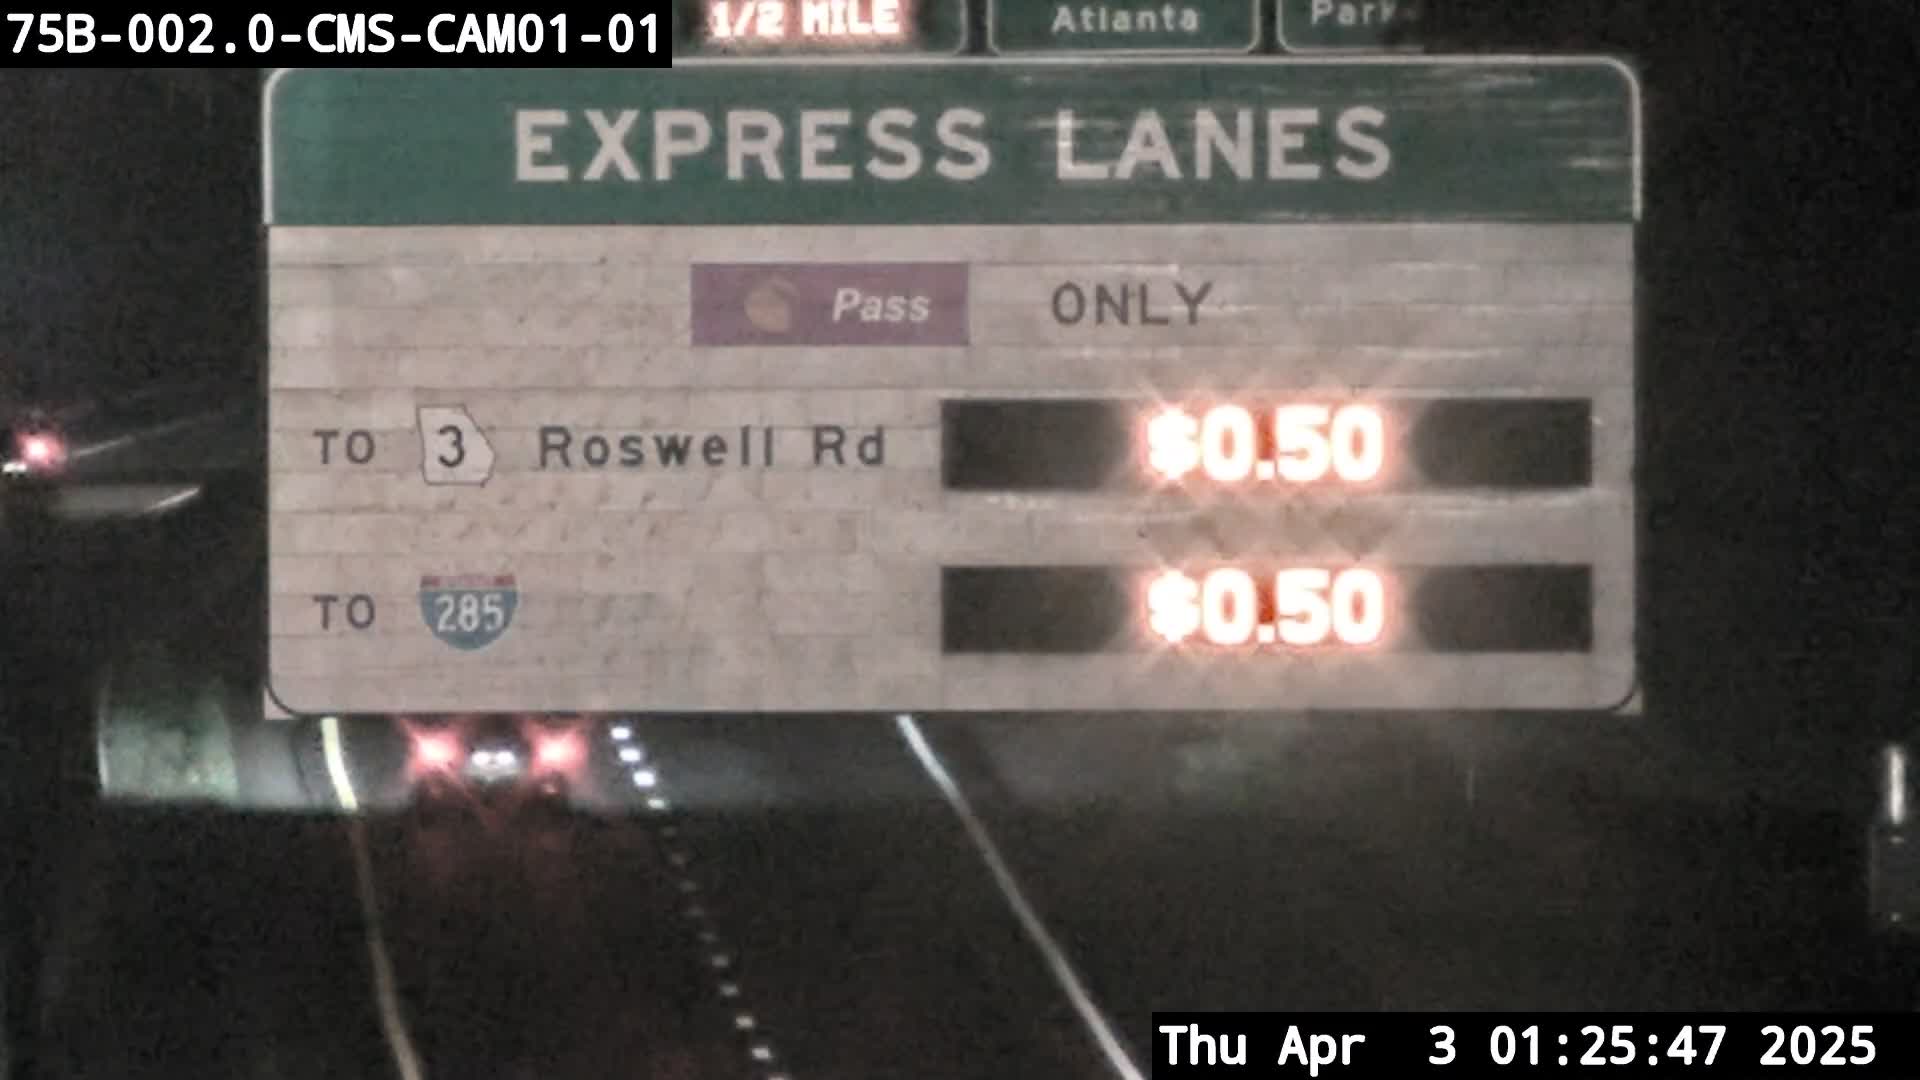 75B-002.0-CMS-CAM01-01
1/2 MILE
Atlanta
EXPRESS LANES
Pass ONLY
TO 3 Roswell Rd $0.50
TO 285 $0.50
Thu Apr 3 01:25:47 2025